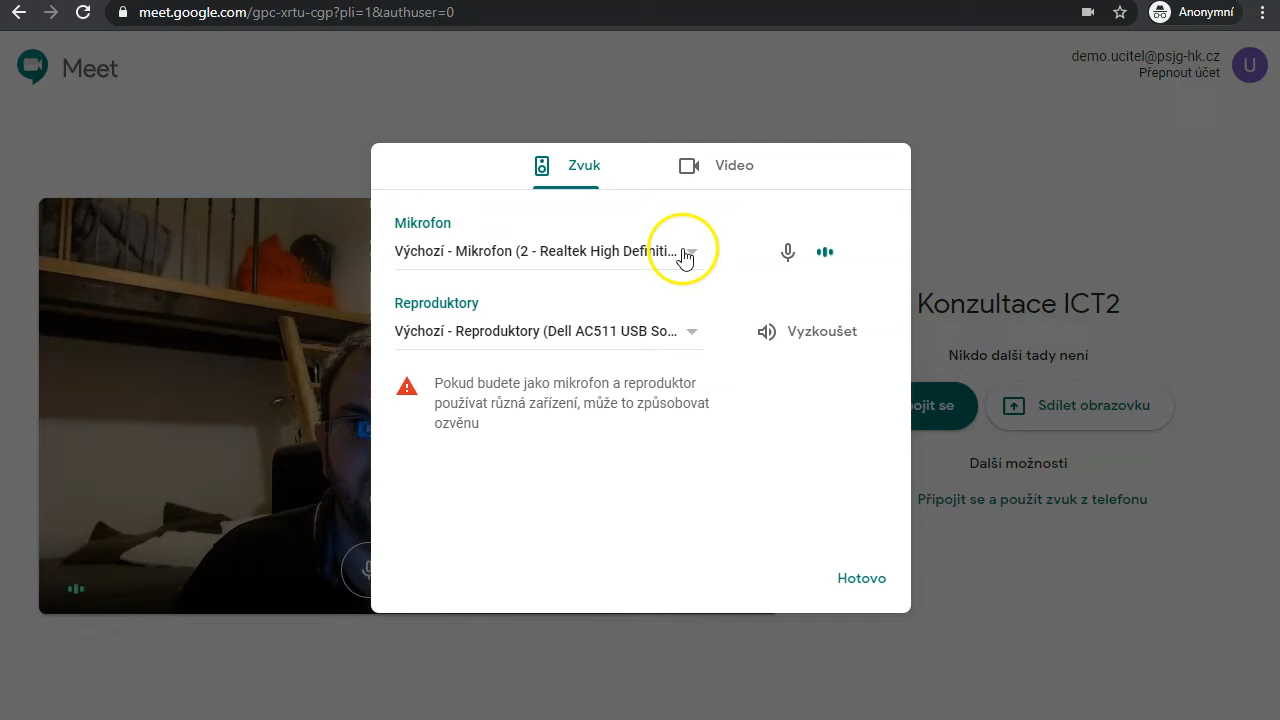 meet.google.com/gpc-xrtu-cgp?pli=1&authuser=0
Anonymní
Meet
demo.ucitel@psjg-hk.cz
Přepnout účet
U
Zvuk
Video
Mikrofon
Výchozí - Mikrofon (2 - Realtek High Definiti...
Reproduktory
Výchozí - Reproduktory (Dell AC511 USB So...
Vyzkoušet
Pokud budete jako mikrofon a reproduktor
používat různá zařízení, může to způsobovat
ozvěnu
Hotovo
Konzultace ICT2
Nikdo další tady není
ojit se
Sdílet obrazovku
Další možnosti
Připojit se a použít zvuk z telefonu